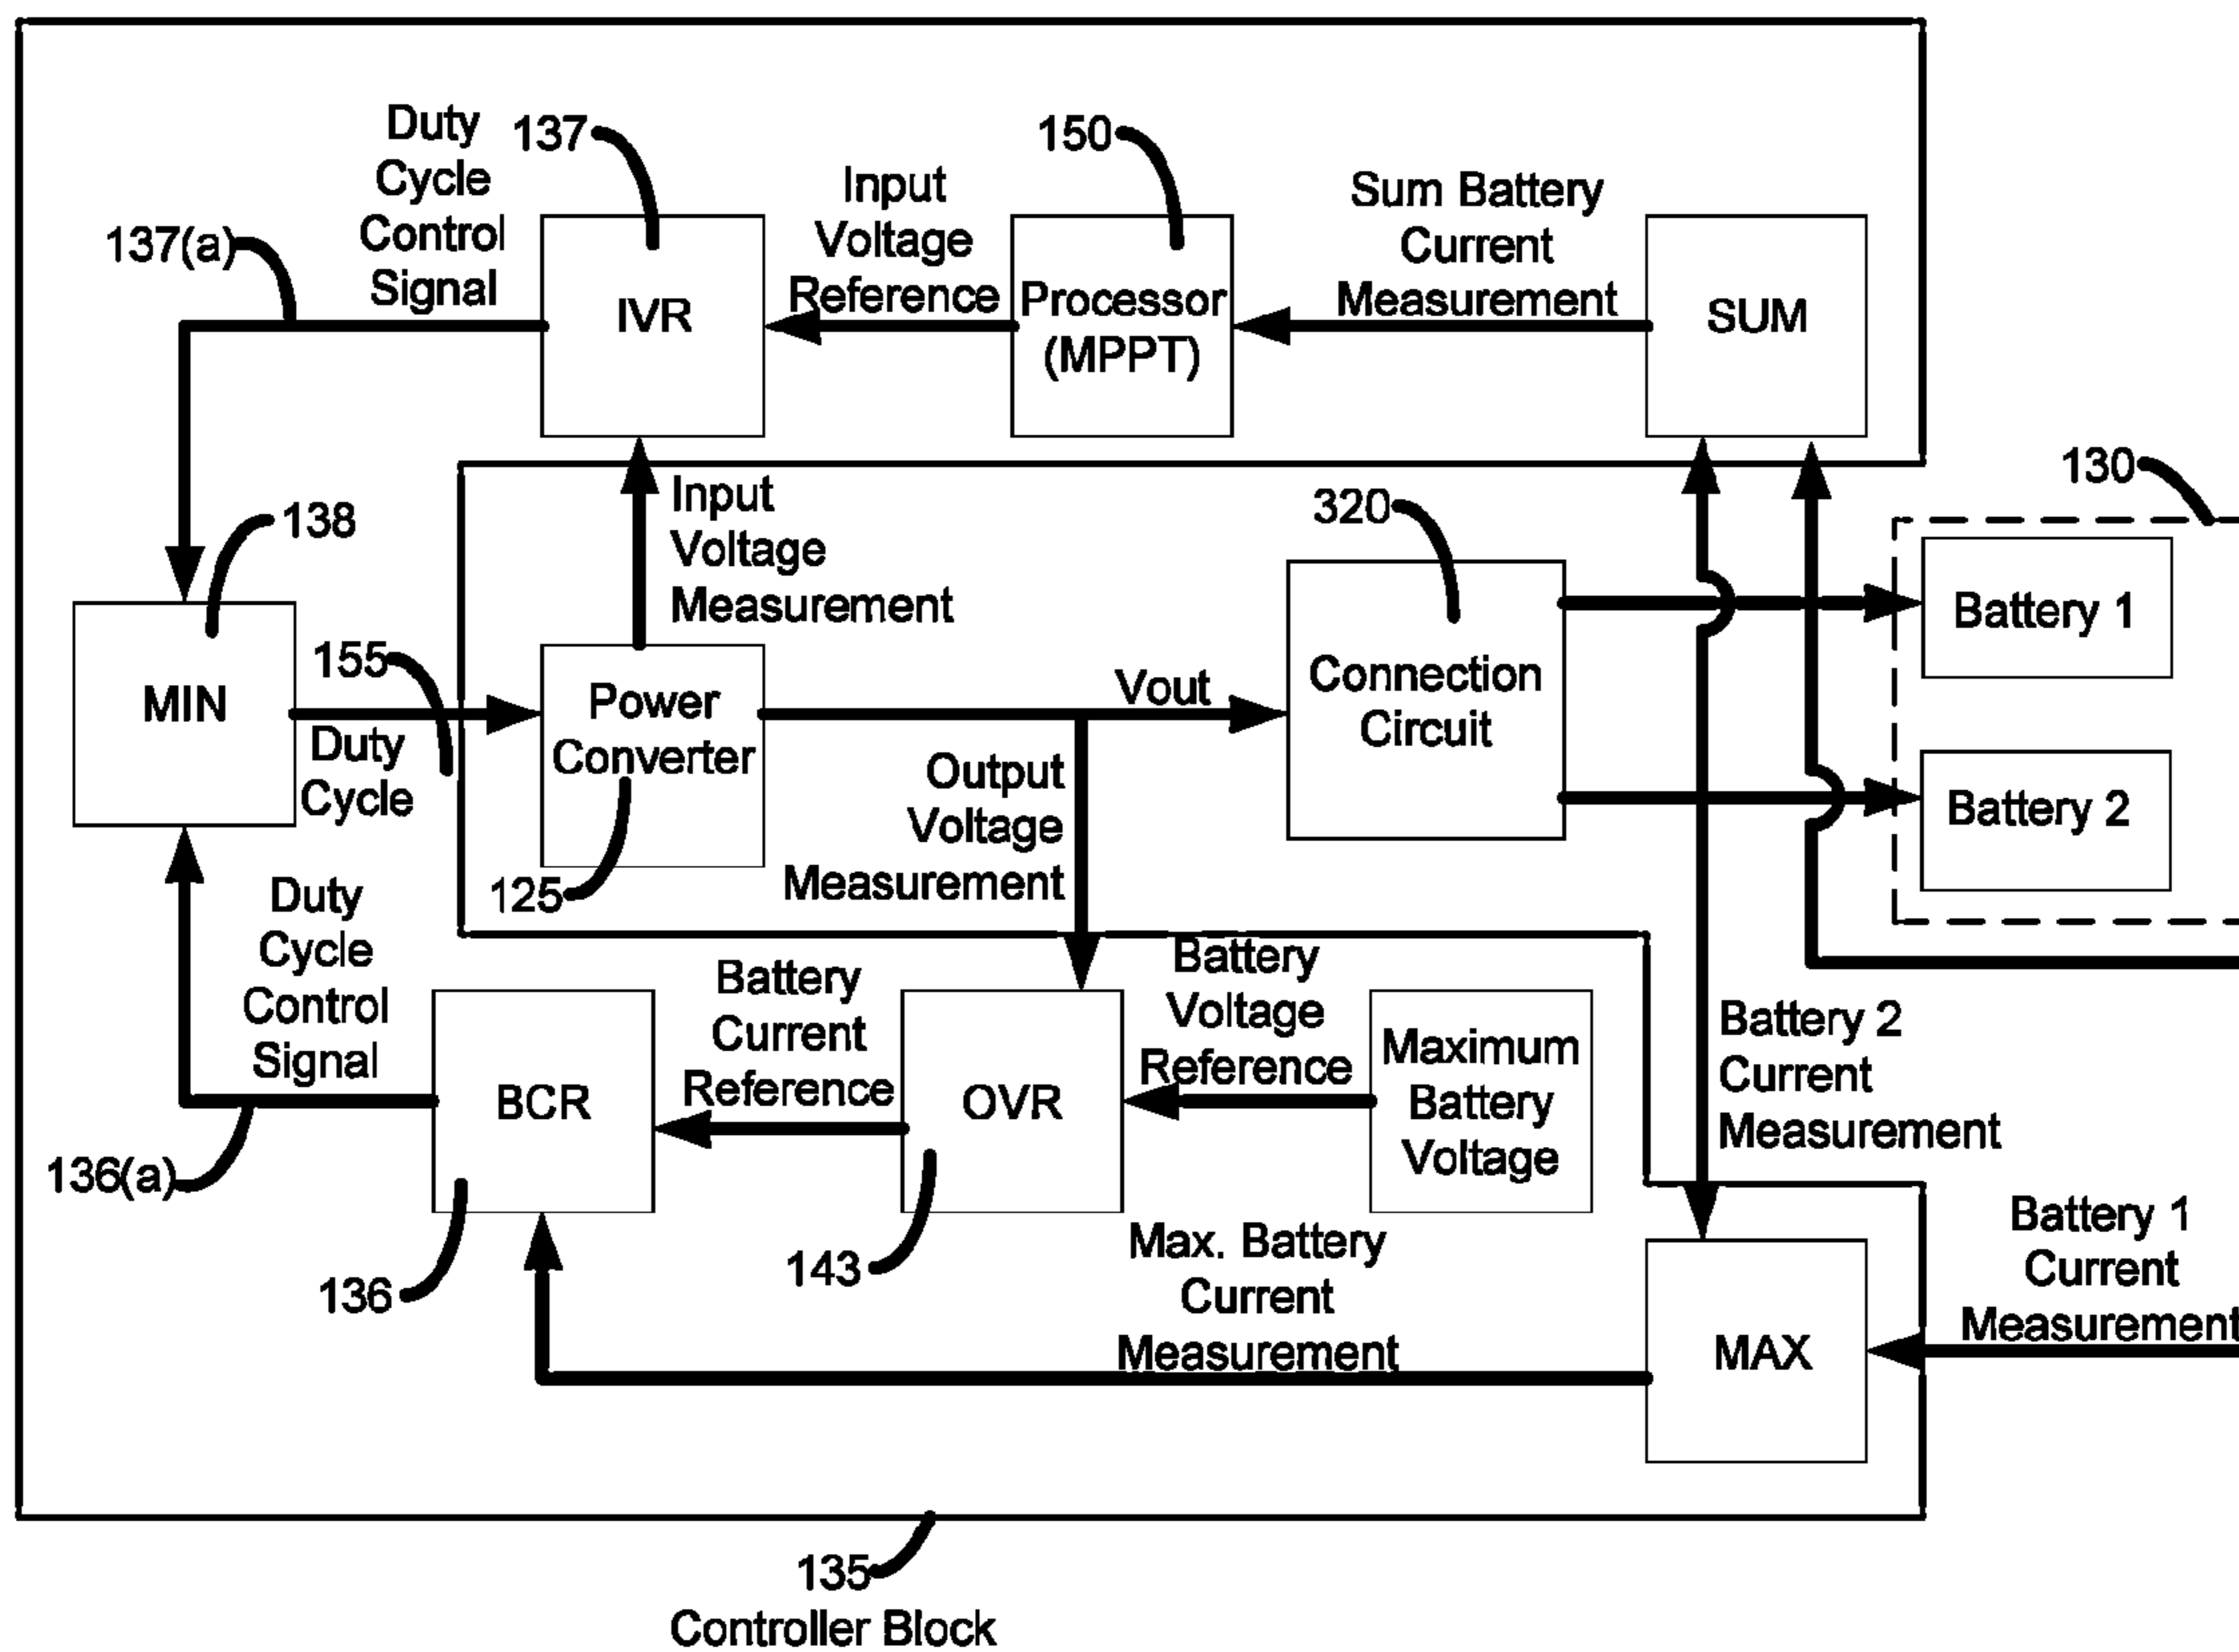 Duty
Cycle
Control
Signal
137
150
Input
Voltage
Reference
Sum Battery
Current
Measurement
137(a)
IVR
Processor
(MPPT)
SUM
138
Input
Voltage
Measurement
320
130
155
MIN
Duty
Cycle
Power
Converter
125
Vout
Connection
Circuit
Battery 1
Battery 2
Output
Voltage
Measurement
Duty
Cycle
Control
Signal
Battery
Current
Reference
Battery
Voltage
Reference
BCR
OVR
Maximum
Battery
Voltage
Battery 2
Current
Measurement
136(a)
136
143
Max. Battery
Current
Measurement
MAX
Battery 1
Current
Measurement
135
Controller Block